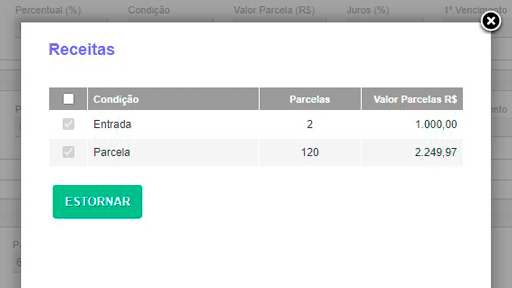 Percentual (%) Condição Valor Parcela (R$) Juros (%) 1º Vencimento
Receitas
Condição Parcelas Valor Parcelas R$
Entrada 2 1.000,00
Parcela 120 2.249,97
ESTORNAR